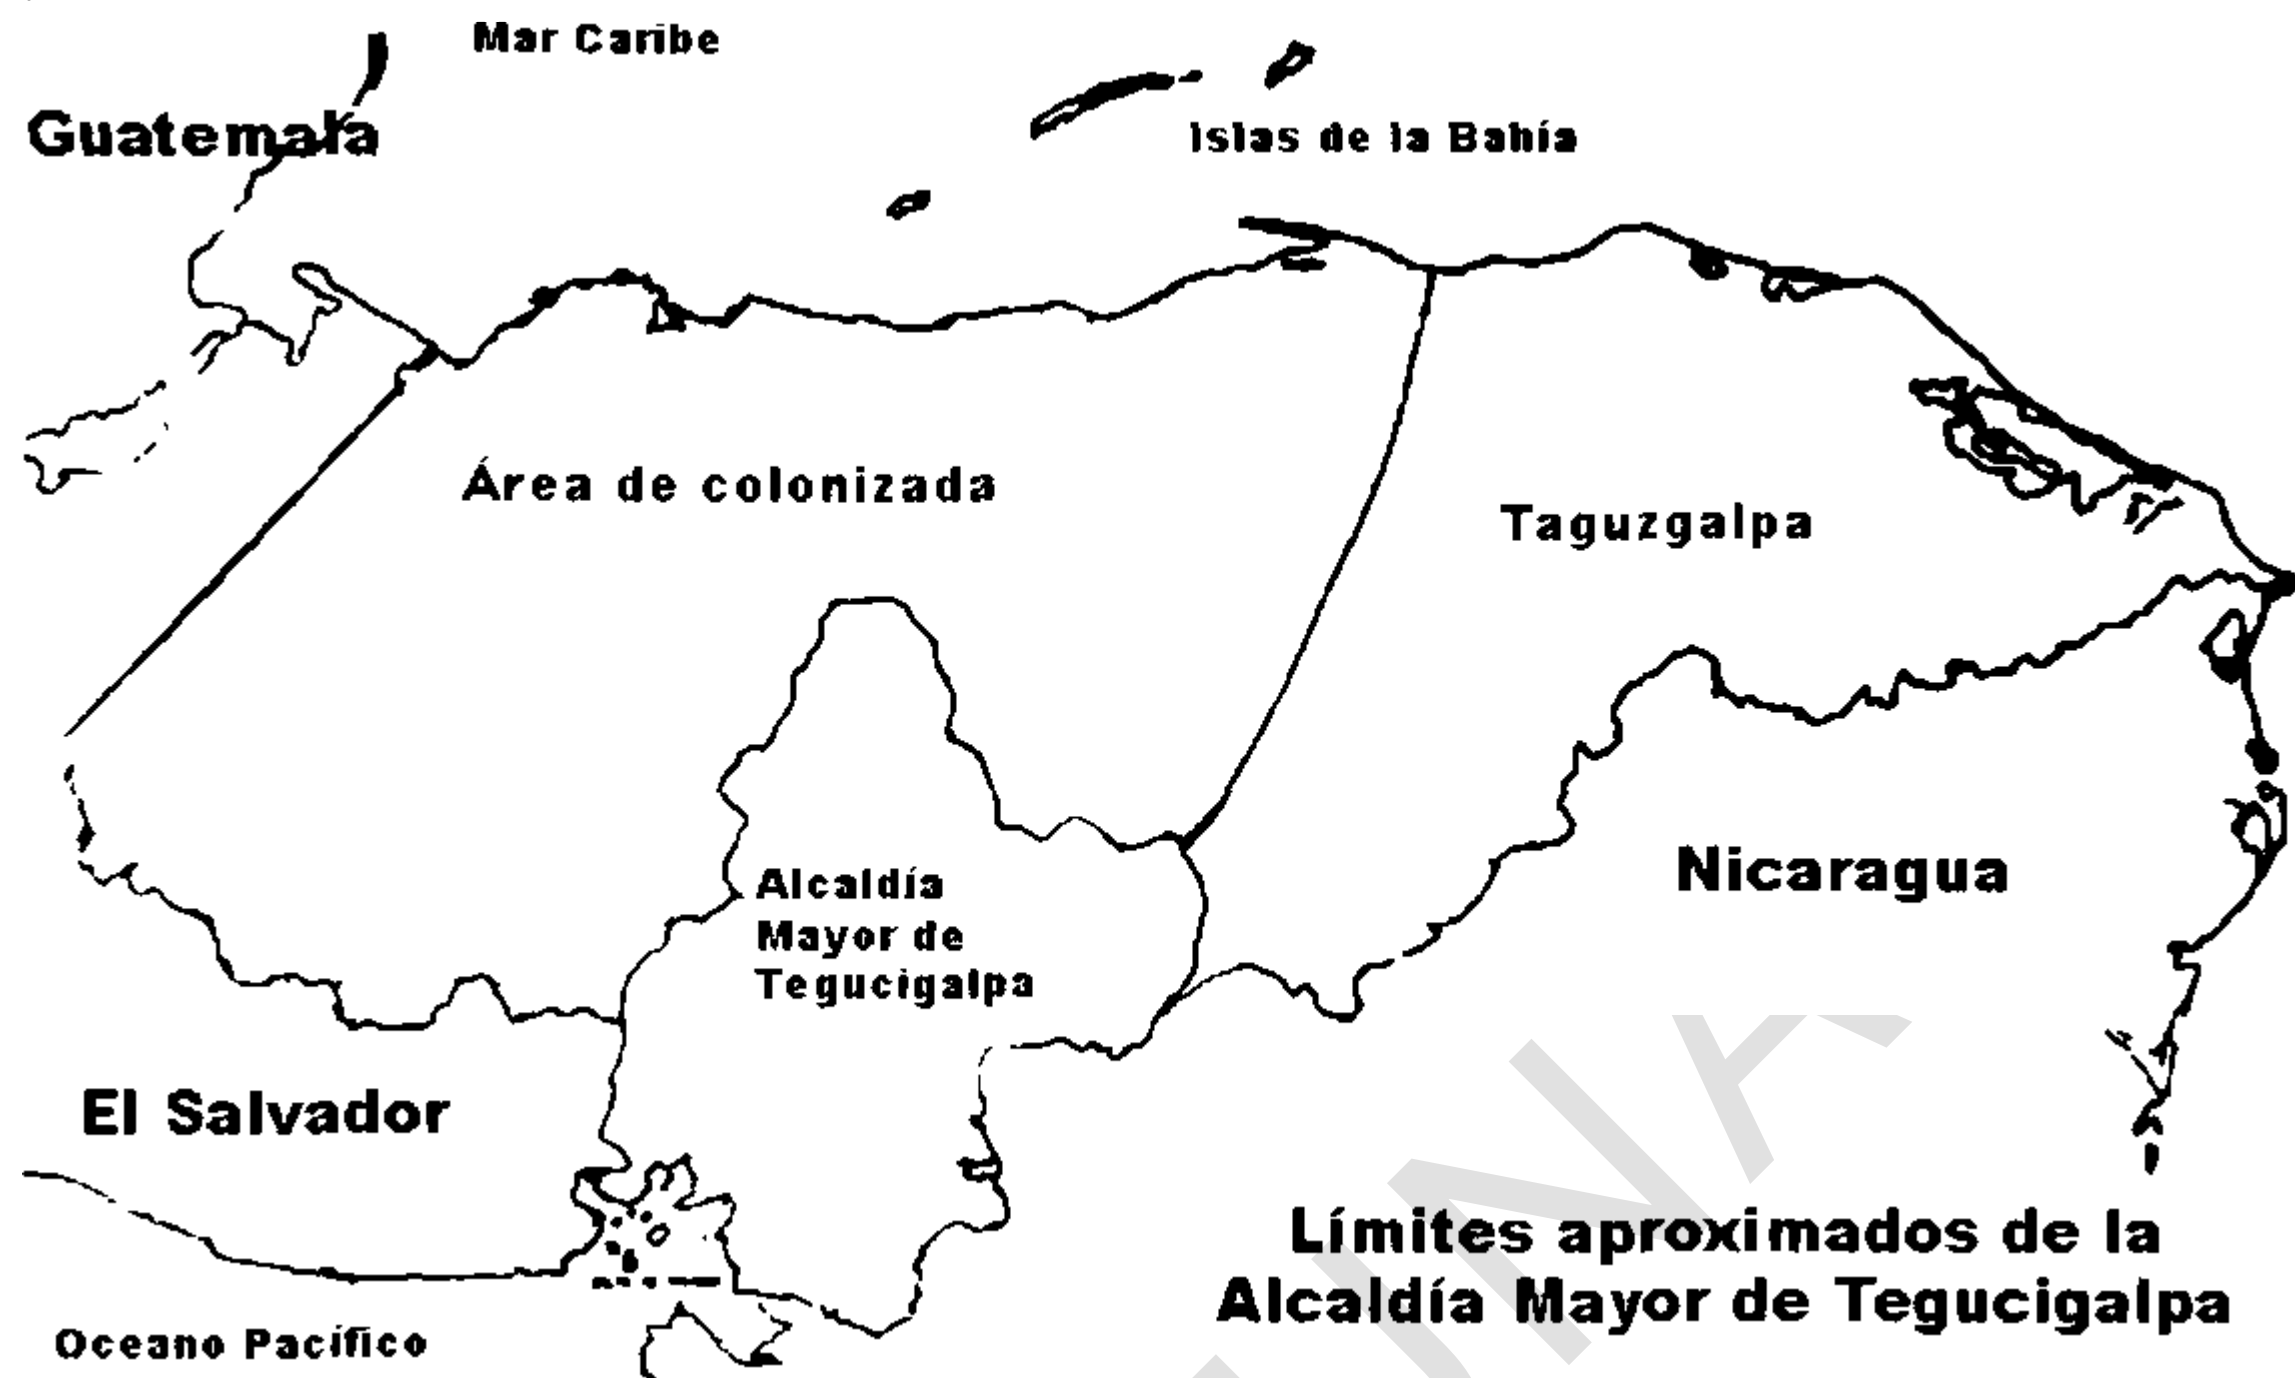 Mar Caribe
Guatemala
Islas de la Bahía
Área de colonizada
Taguzgalpa
Alcaldía
Mayor de
Tegucigalpa
Nicaragua
El Salvador
Límites aproximados de la
Alcaldía Mayor de Tegucigalpa
Oceano Pacífico